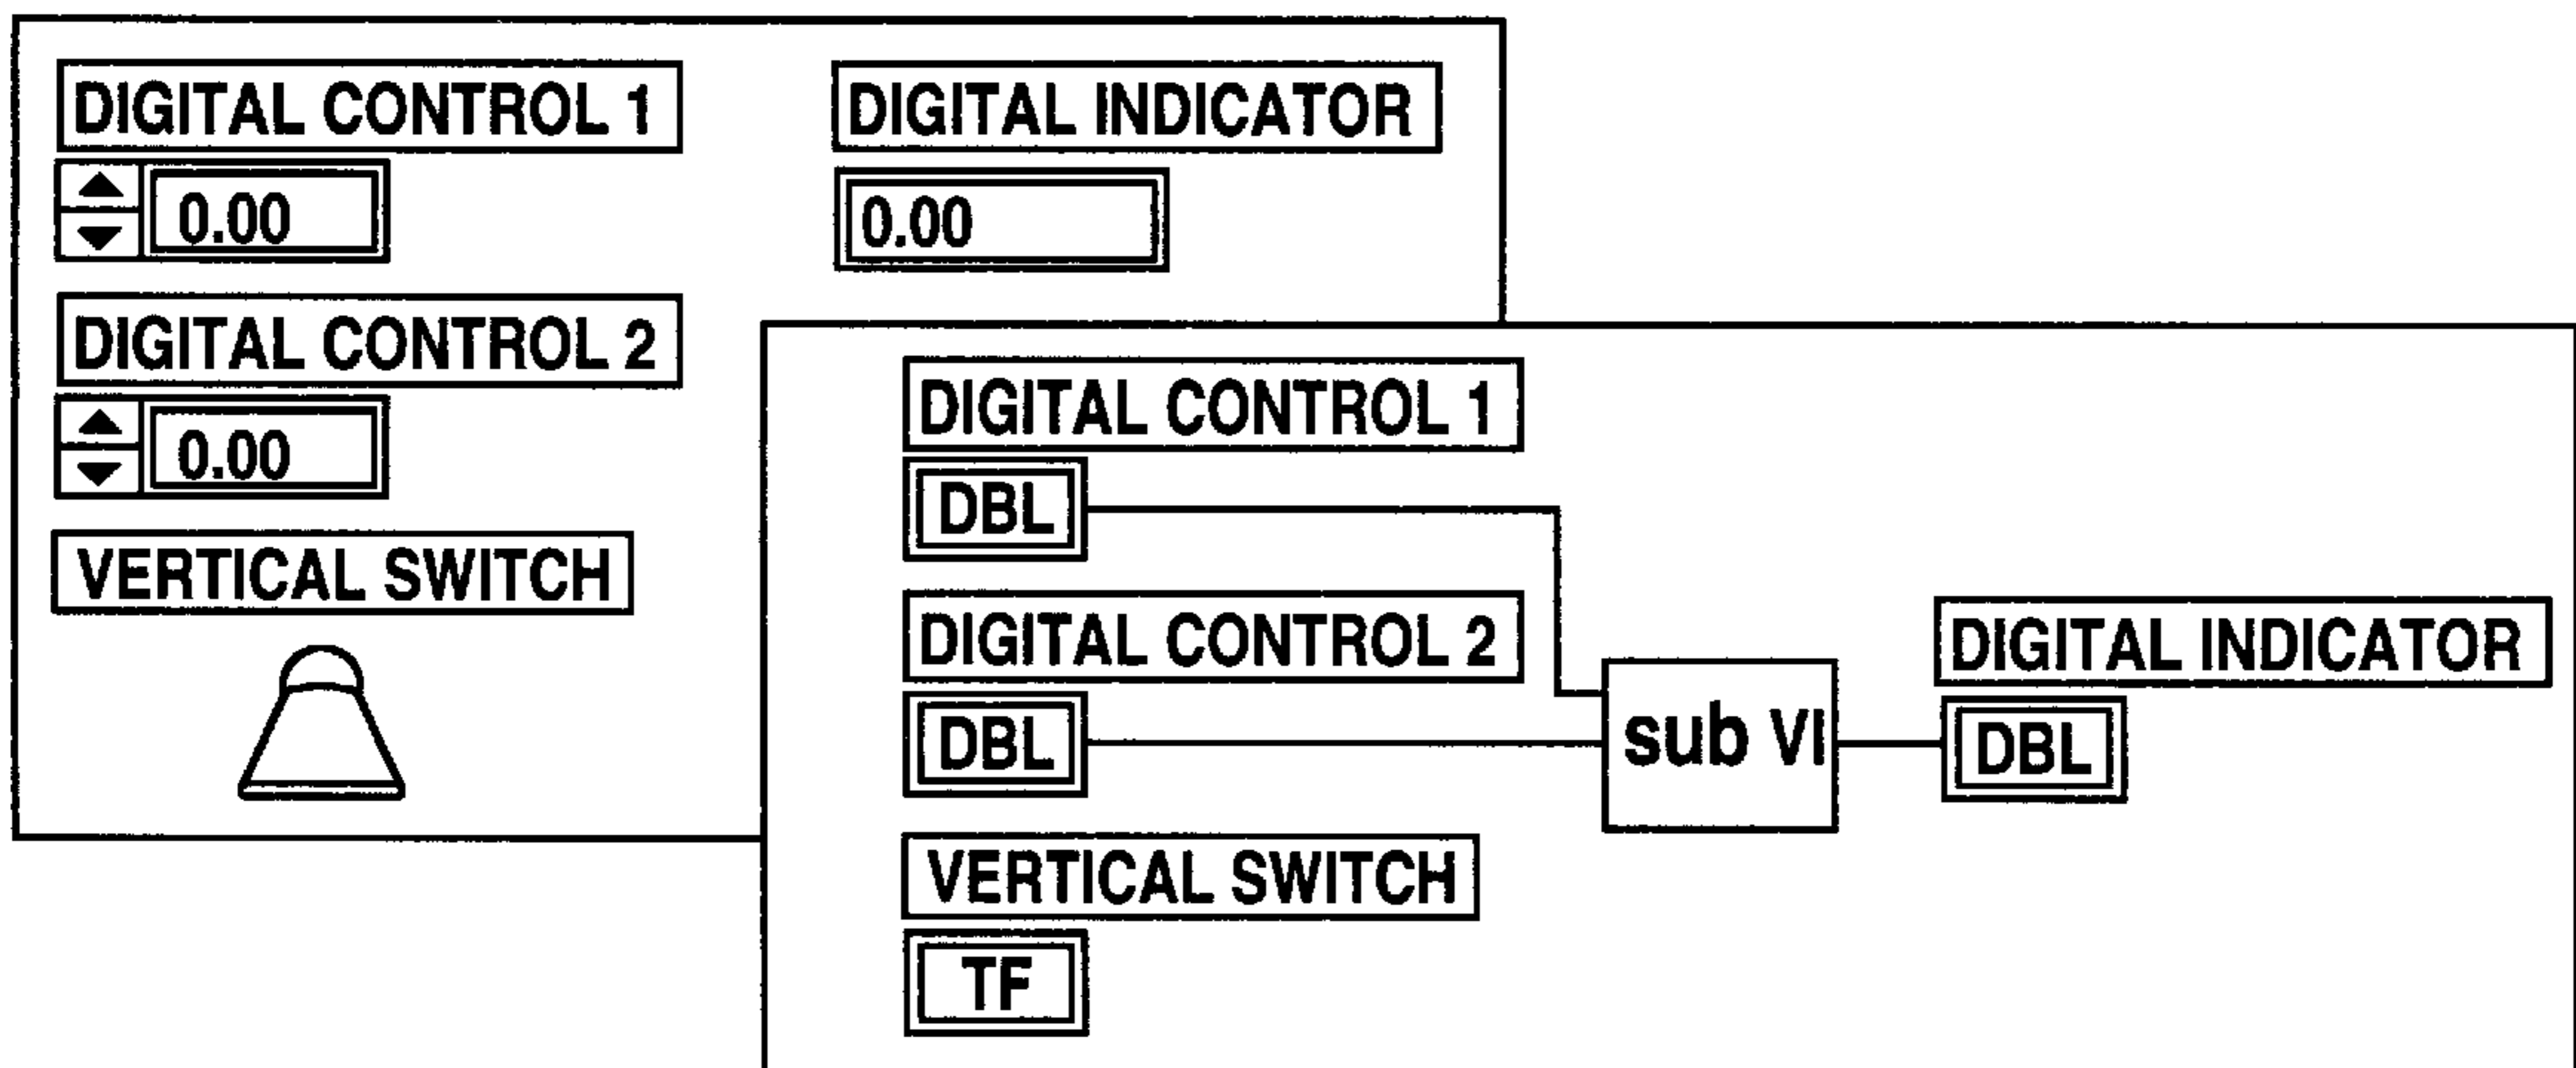 DIGITAL CONTROL 1
0.00
DIGITAL CONTROL 2
0.00
VERTICAL SWITCH
DIGITAL INDICATOR
0.00
DIGITAL CONTROL 1
DBL
DIGITAL CONTROL 2
DBL
VERTICAL SWITCH
TF
sub VI
DIGITAL INDICATOR
DBL